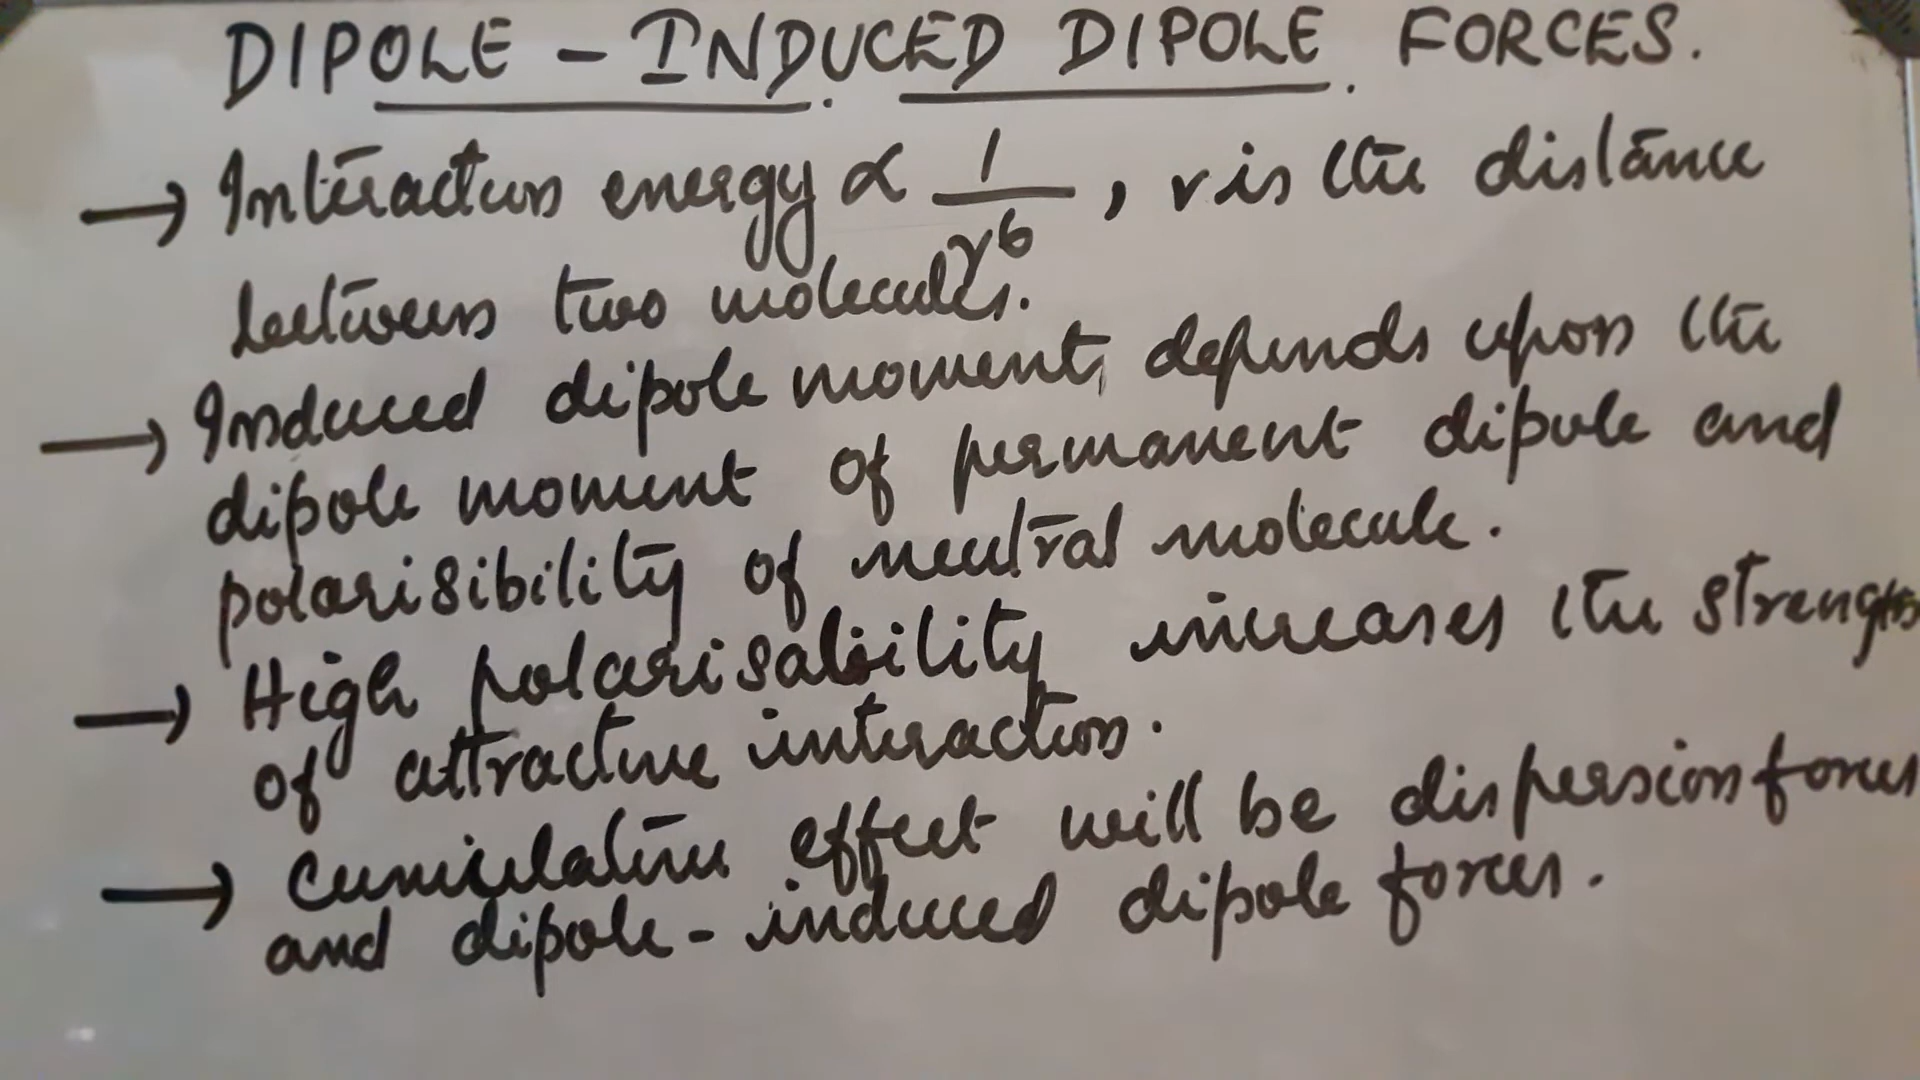 DIPOLE - INDUCED DIPOLE FORCES.
→ Interaction energy ∝ 1/r⁶, r is the distance
between two molecules.
→ Induced dipole moment depends upon the
dipole moment of permanent dipole and
polarisibility of neutral molecule.
→ High polarisability increases the strength
of attractive interaction.
→ Cumulative effect will be dispersion forces
and dipole-induced dipole forces.